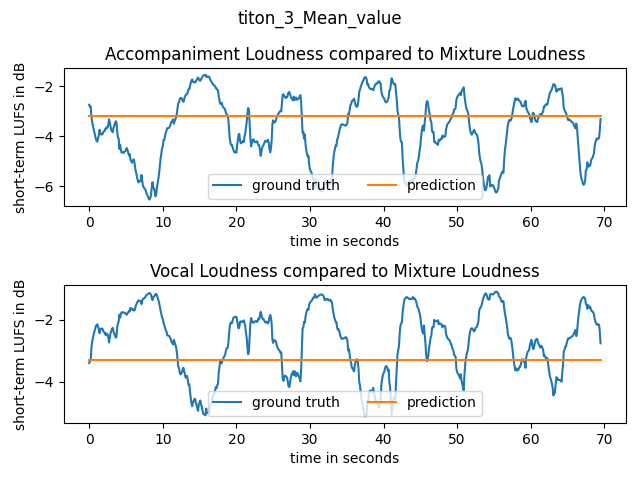 titon_3_Mean_value
Accompaniment Loudness compared to Mixture Loudness
short-term LUFS in dB
−2
−4
−6
ground truth prediction
0 10 20 30 40 50 60 70
time in seconds
Vocal Loudness compared to Mixture Loudness
short-term LUFS in dB
−2
−4
ground truth prediction
0 10 20 30 40 50 60 70
time in seconds